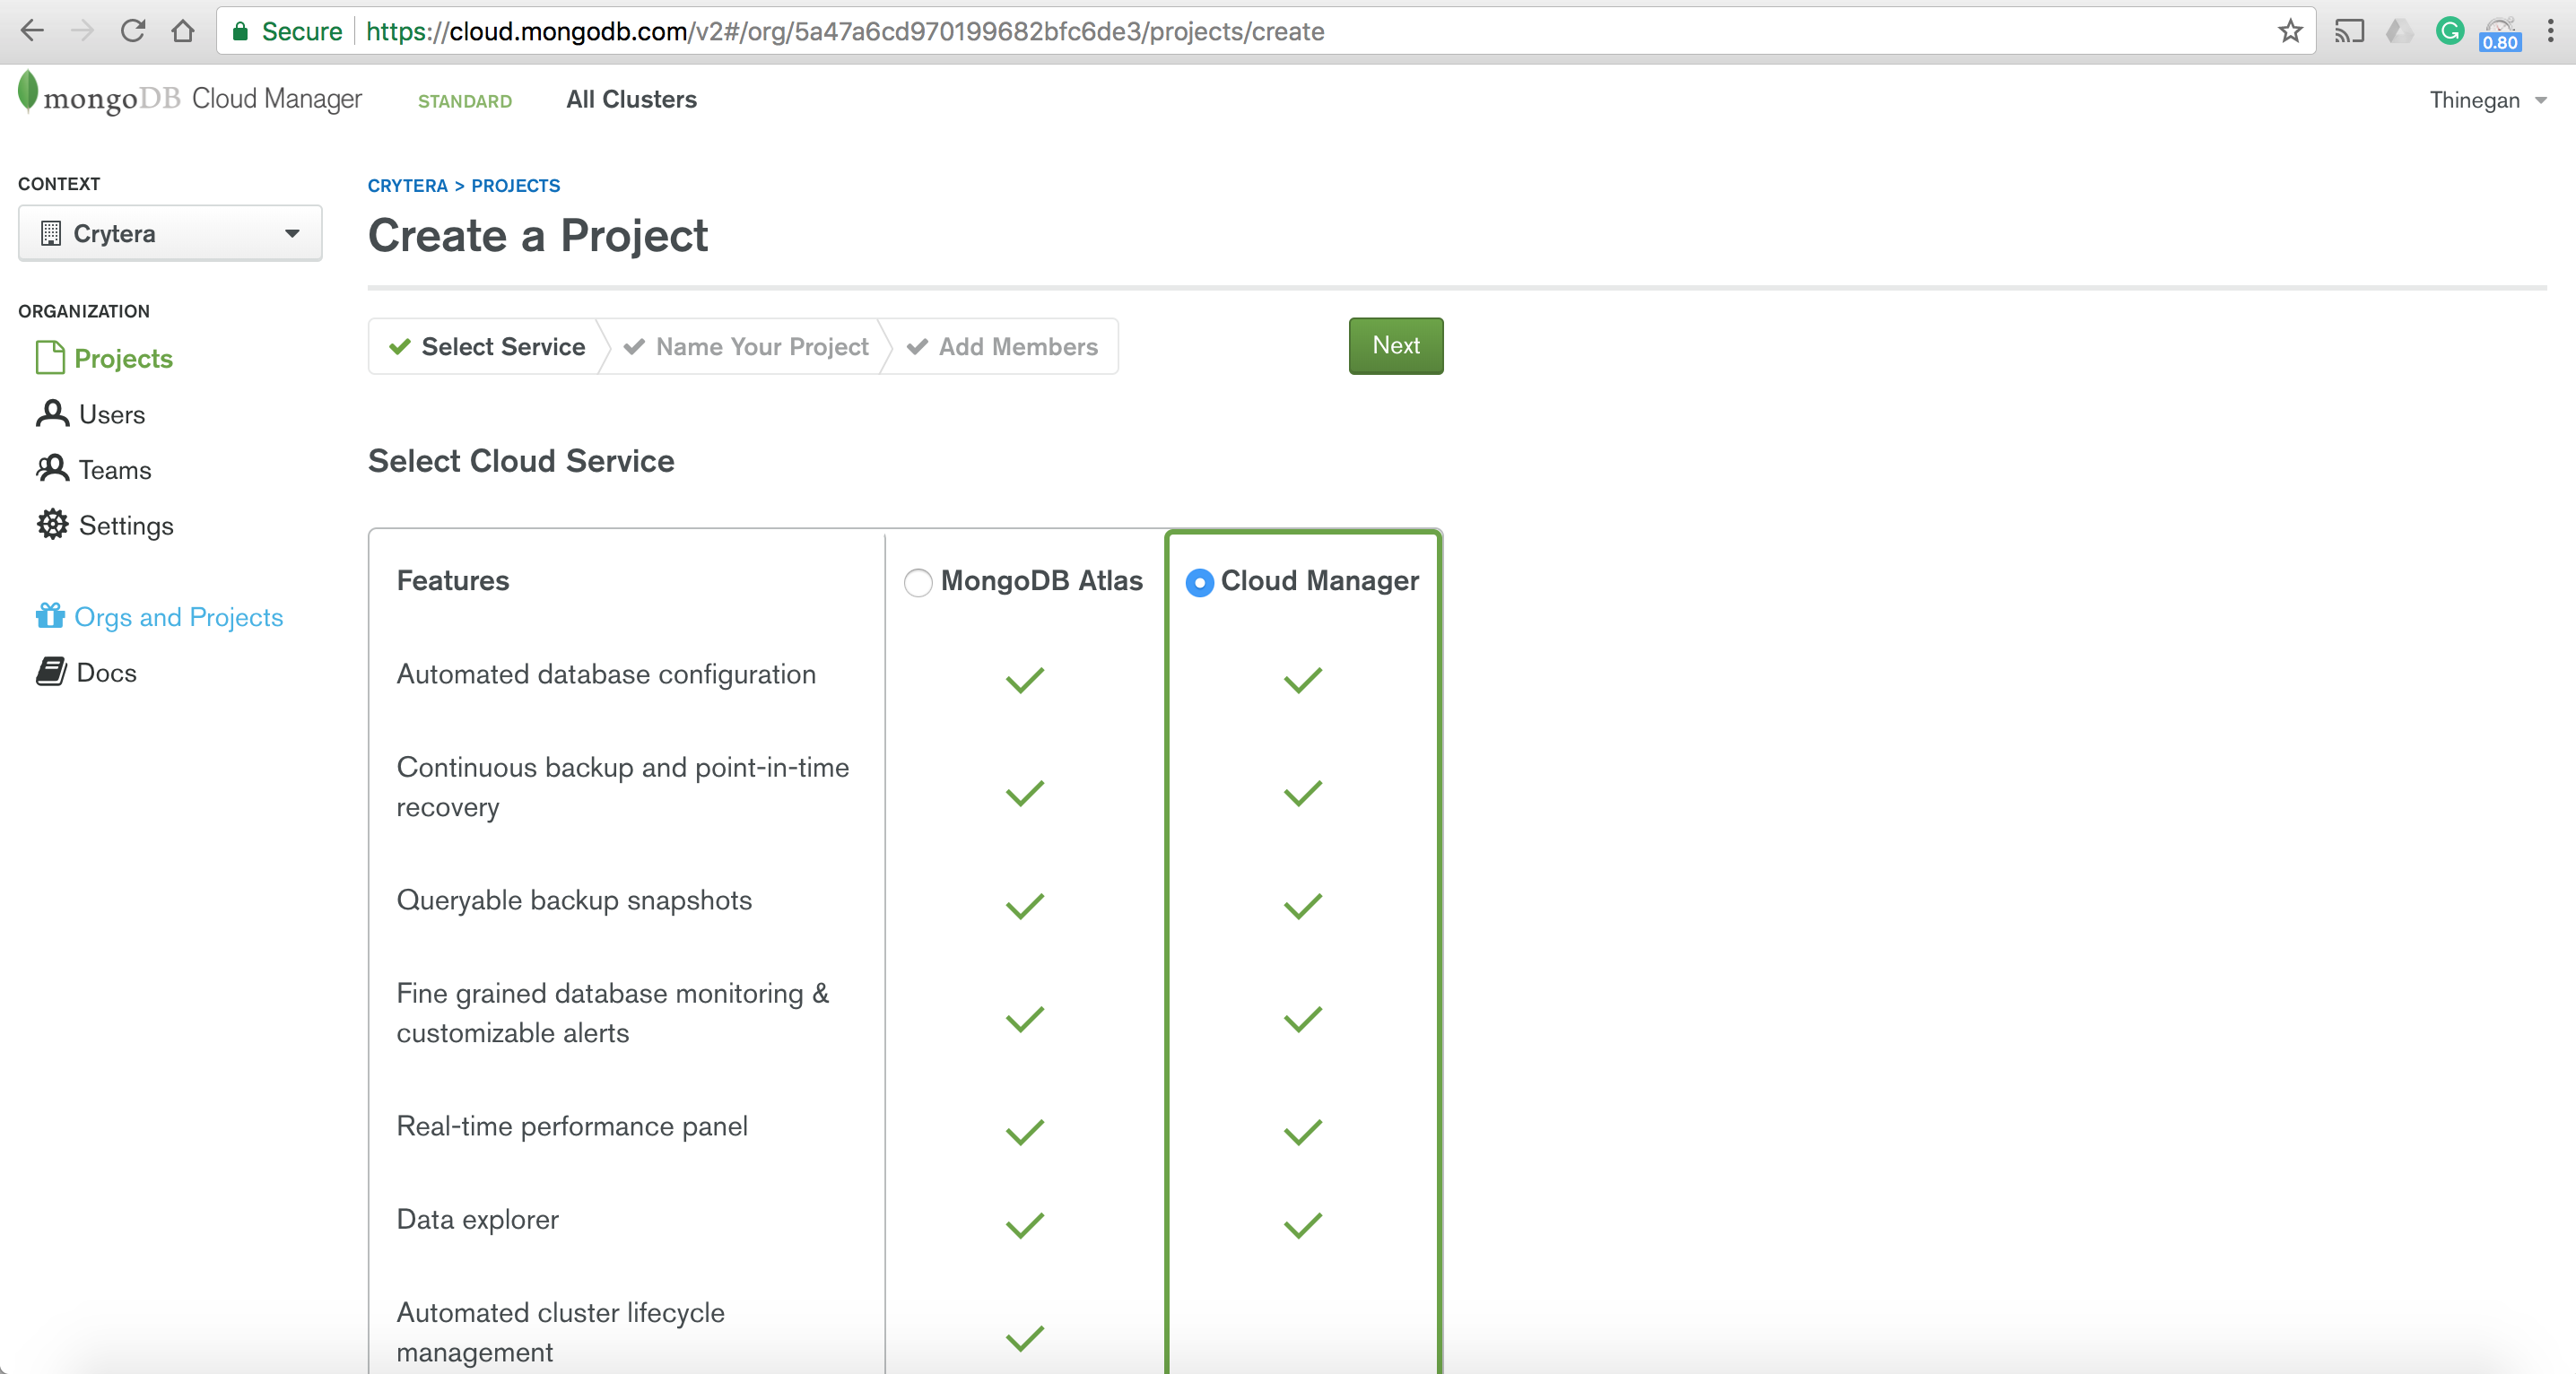 Secure https://cloud.mongodb.com/v2#/org/5a47a6cd970199682bfc6de3/projects/create
0.80
mongoDB Cloud Manager STANDARD All Clusters Thinegan
CONTEXT
Crytera
ORGANIZATION
Projects
Users
Teams
Settings
Orgs and Projects
Docs
CRYTERA > PROJECTS
Create a Project
Select Service Name Your Project Add Members Next
Select Cloud Service
Features MongoDB Atlas Cloud Manager
Automated database configuration
Continuous backup and point-in-time
recovery
Queryable backup snapshots
Fine grained database monitoring &
customizable alerts
Real-time performance panel
Data explorer
Automated cluster lifecycle
management